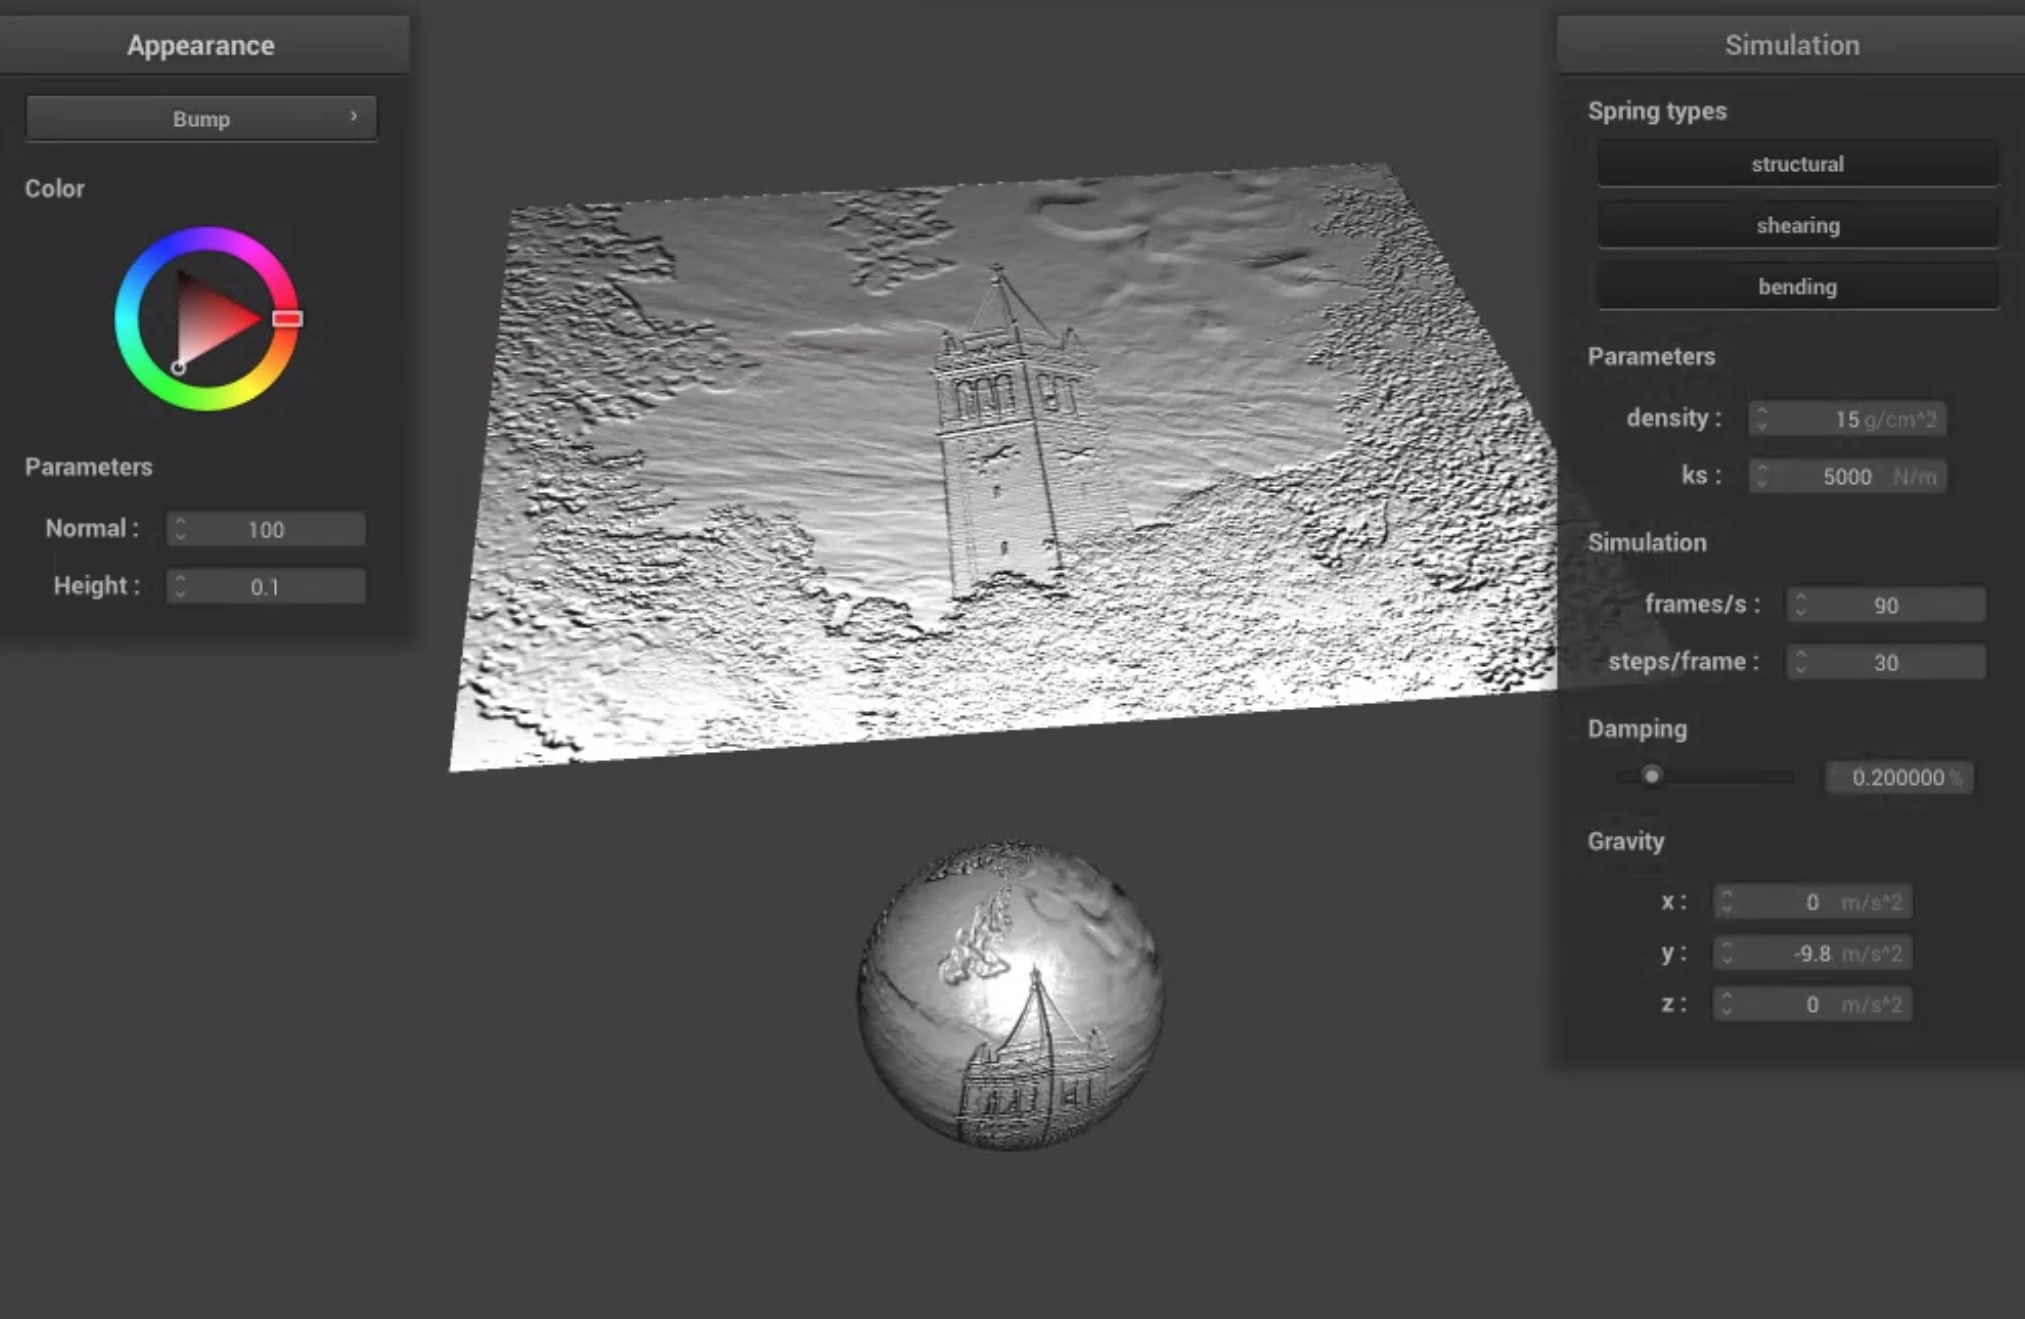 Appearance
Bump
Color
Parameters
Normal : 100
Height : 0.1
Simulation
Spring types
structural
shearing
bending
Parameters
density : 15 g/cm^2
ks : 5000 N/m
Simulation
frames/s : 90
steps/frame : 30
Damping
0.200000 %
Gravity
x : 0 m/s^2
y : -9.8 m/s^2
z : 0 m/s^2